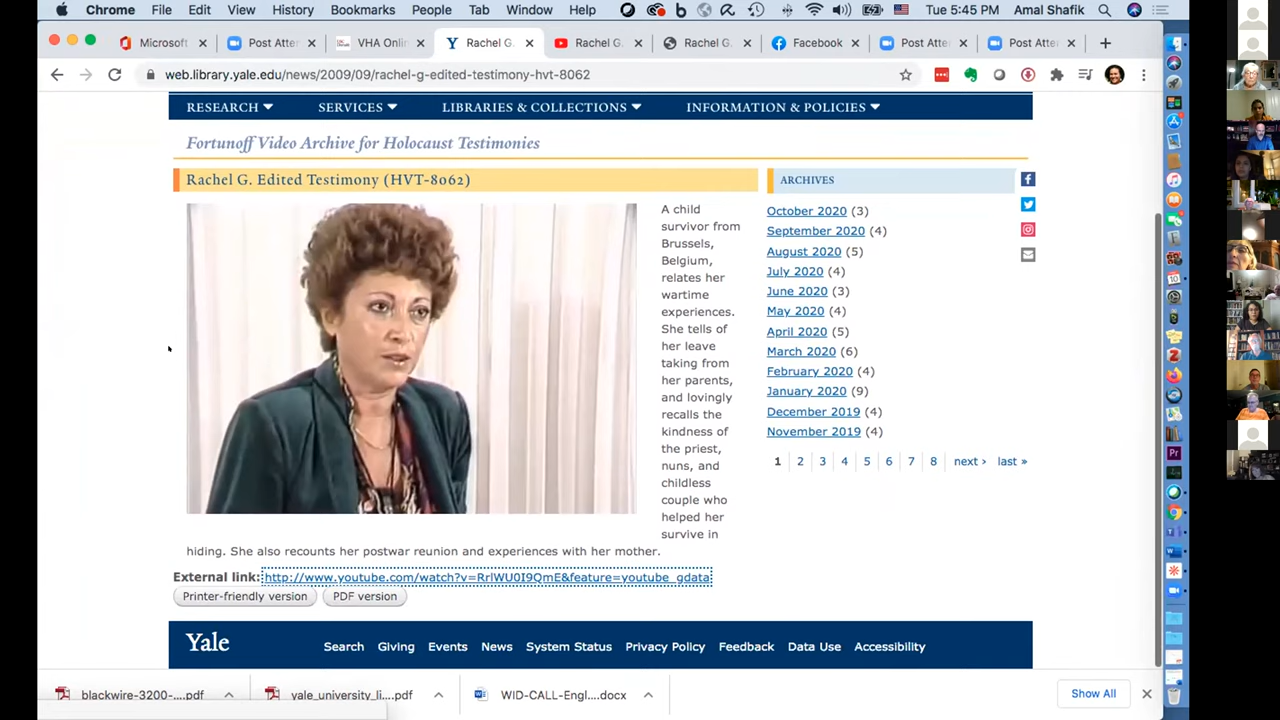 Chrome File Edit View History Bookmarks People Tab Window Help Tue 5:45 PM Amal Shafik
Microsoft Post Atter VHA Onlin Rachel G. Rachel G. Rachel G. Facebook Post Atter Post Atter
web.library.yale.edu/news/2009/09/rachel-g-edited-testimony-hvt-8062
RESEARCH SERVICES LIBRARIES & COLLECTIONS INFORMATION & POLICIES
Fortunoff Video Archive for Holocaust Testimonies
Rachel G. Edited Testimony (HVT-8062)
A child
survivor from
Brussels,
Belgium,
relates her
wartime
experiences.
She tells of
her leave
taking from
her parents,
and lovingly
recalls the
kindness of
the priest,
nuns, and
childless
couple who
helped her
survive in
hiding. She also recounts her postwar reunion and experiences with her mother.
External link: http://www.youtube.com/watch?v=RrlWU0I9QmE&feature=youtube_gdata
Printer-friendly version PDF version
ARCHIVES
October 2020 (3)
September 2020 (4)
August 2020 (5)
July 2020 (4)
June 2020 (3)
May 2020 (4)
April 2020 (5)
March 2020 (6)
February 2020 (4)
January 2020 (9)
December 2019 (4)
November 2019 (4)
1 2 3 4 5 6 7 8 next › last »
Yale Search Giving Events News System Status Privacy Policy Feedback Data Use Accessibility
blackwire-3200-....pdf yale_university_li....pdf WID-CALL-Engl....docx Show All